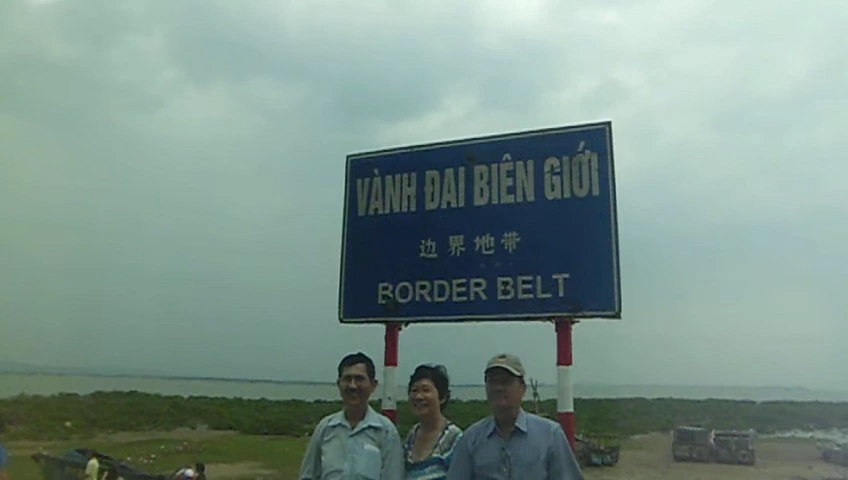 VÀNH ĐAI BIÊN GIỚI
边界地带
BORDER BELT